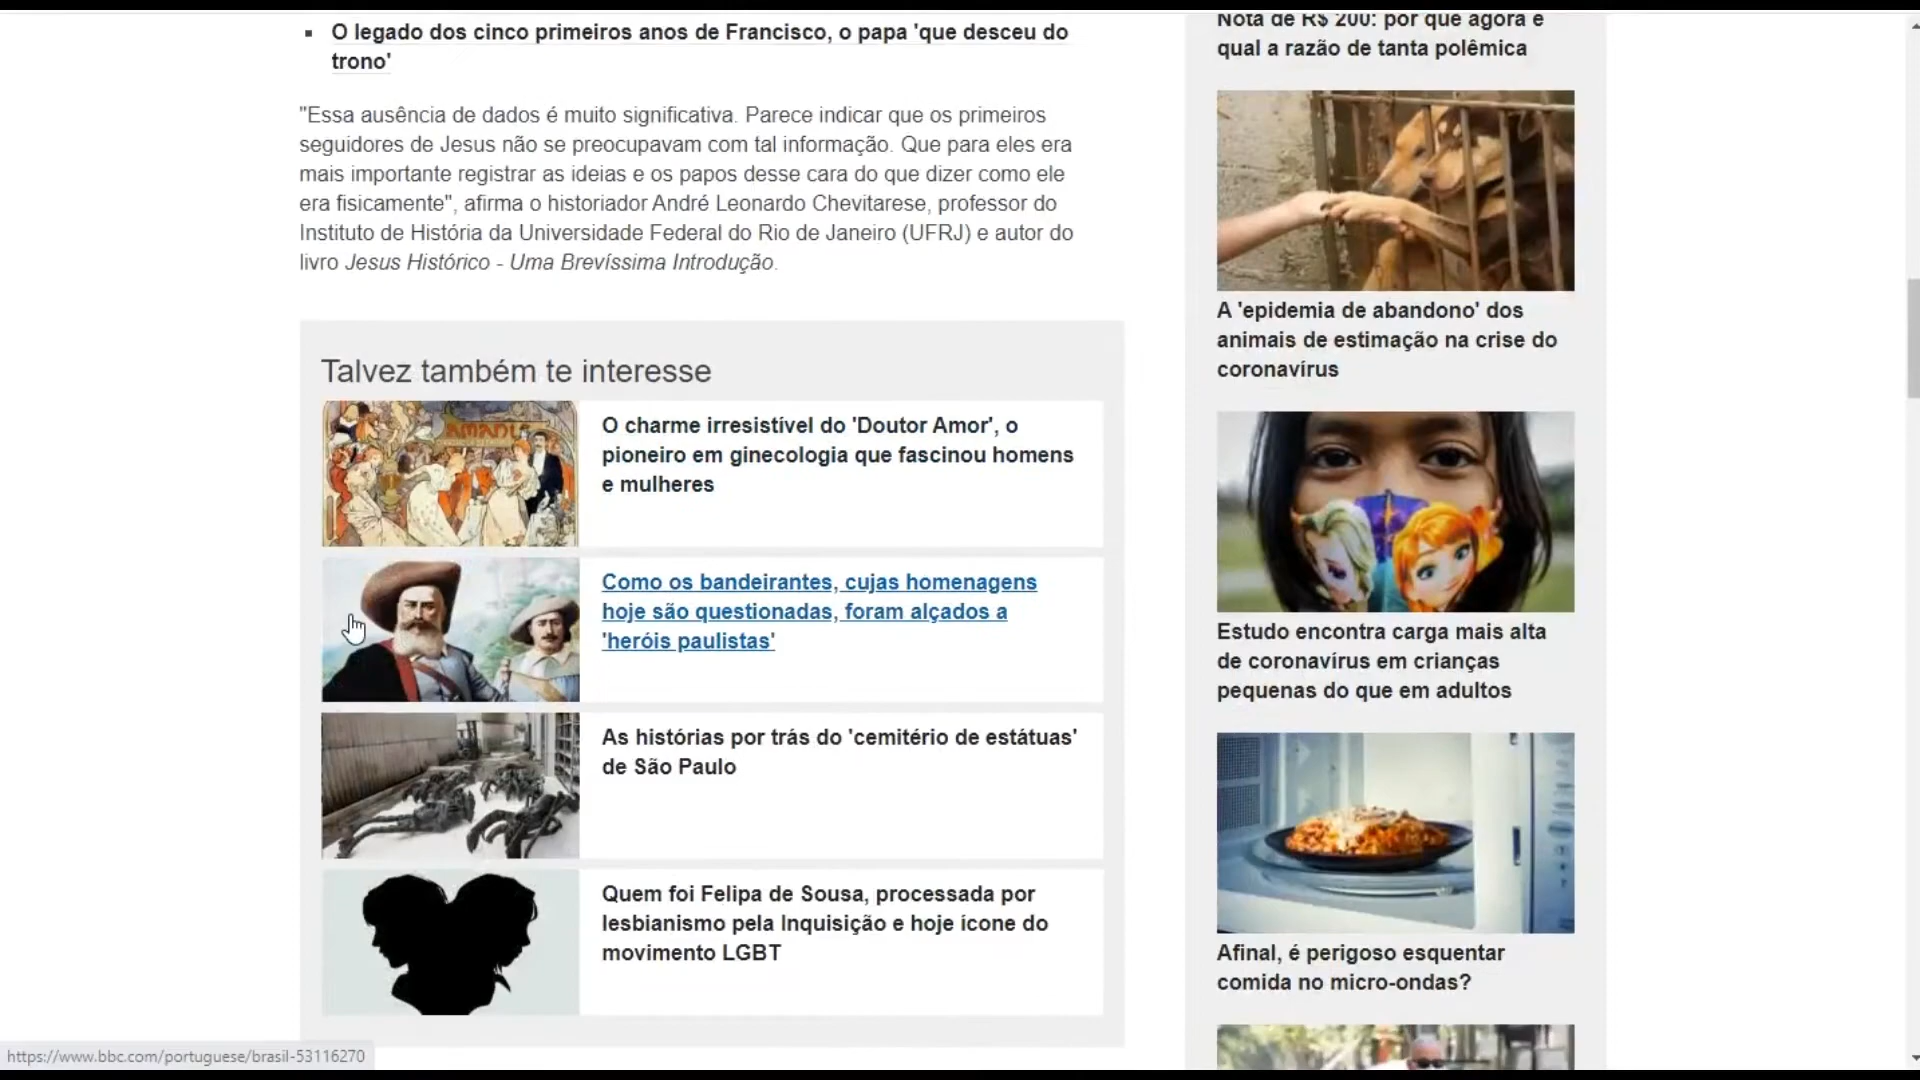 O legado dos cinco primeiros anos de Francisco, o papa 'que desceu do
trono'
"Essa ausência de dados é muito significativa. Parece indicar que os primeiros
seguidores de Jesus não se preocupavam com tal informação. Que para eles era
mais importante registrar as ideias e os papos desse cara do que dizer como ele
era fisicamente", afirma o historiador André Leonardo Chevitarese, professor do
Instituto de História da Universidade Federal do Rio de Janeiro (UFRJ) e autor do
livro Jesus Histórico - Uma Brevíssima Introdução.
Talvez também te interesse
AMANTS
O charme irresistível do 'Doutor Amor', o
pioneiro em ginecologia que fascinou homens
e mulheres
Como os bandeirantes, cujas homenagens
hoje são questionadas, foram alçados a
'heróis paulistas'
As histórias por trás do 'cemitério de estátuas'
de São Paulo
Quem foi Felipa de Sousa, processada por
lesbianismo pela Inquisição e hoje ícone do
movimento LGBT
Nota de R$ 200: por que agora e
qual a razão de tanta polêmica
A 'epidemia de abandono' dos
animais de estimação na crise do
coronavírus
Estudo encontra carga mais alta
de coronavírus em crianças
pequenas do que em adultos
Afinal, é perigoso esquentar
comida no micro-ondas?
https://www.bbc.com/portuguese/brasil-53116270